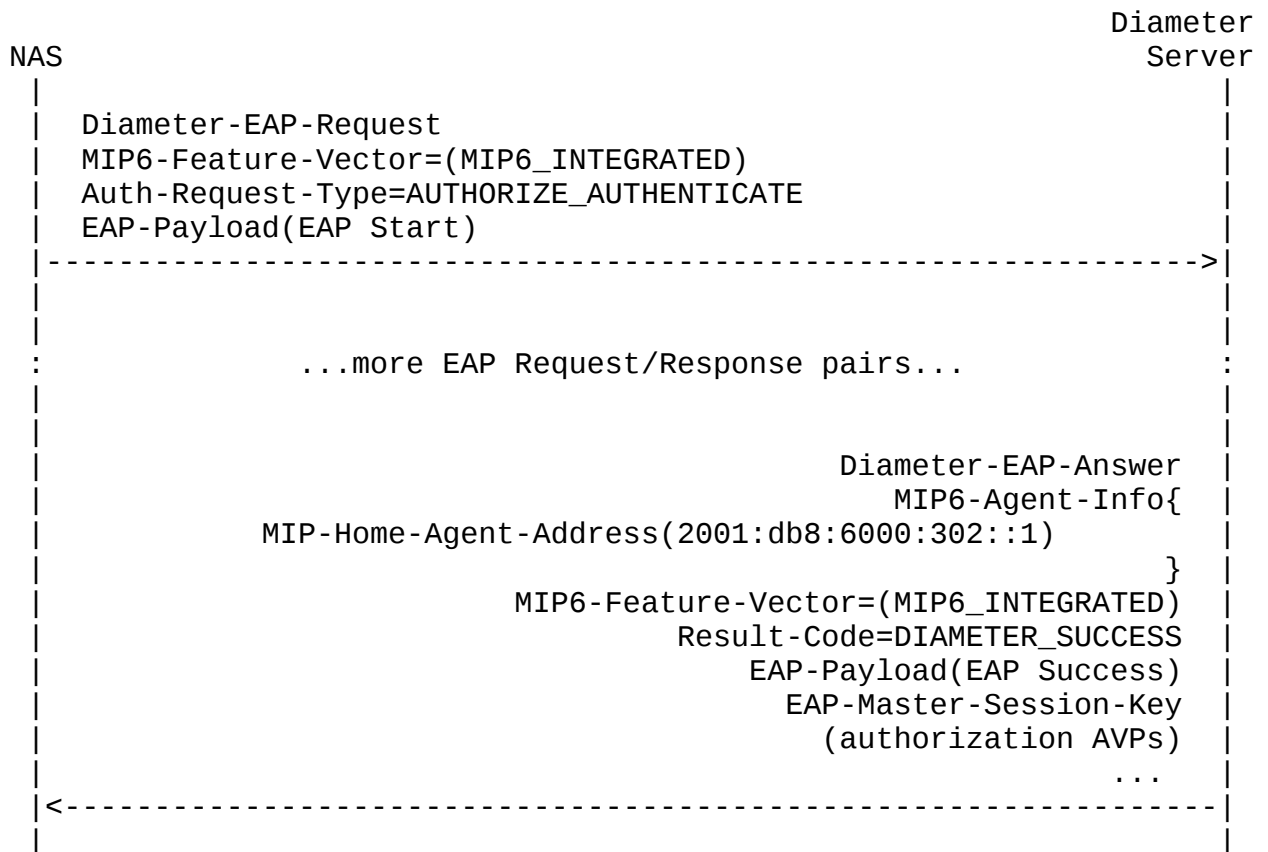 Diameter
NAS Server
Diameter-EAP-Request
MIP6-Feature-Vector=(MIP6_INTEGRATED)
Auth-Request-Type=AUTHORIZE_AUTHENTICATE
EAP-Payload(EAP Start)
...more EAP Request/Response pairs...
Diameter-EAP-Answer
MIP6-Agent-Info{
MIP-Home-Agent-Address(2001:db8:6000:302::1)
}
MIP6-Feature-Vector=(MIP6_INTEGRATED)
Result-Code=DIAMETER_SUCCESS
EAP-Payload(EAP Success)
EAP-Master-Session-Key
(authorization AVPs)
...